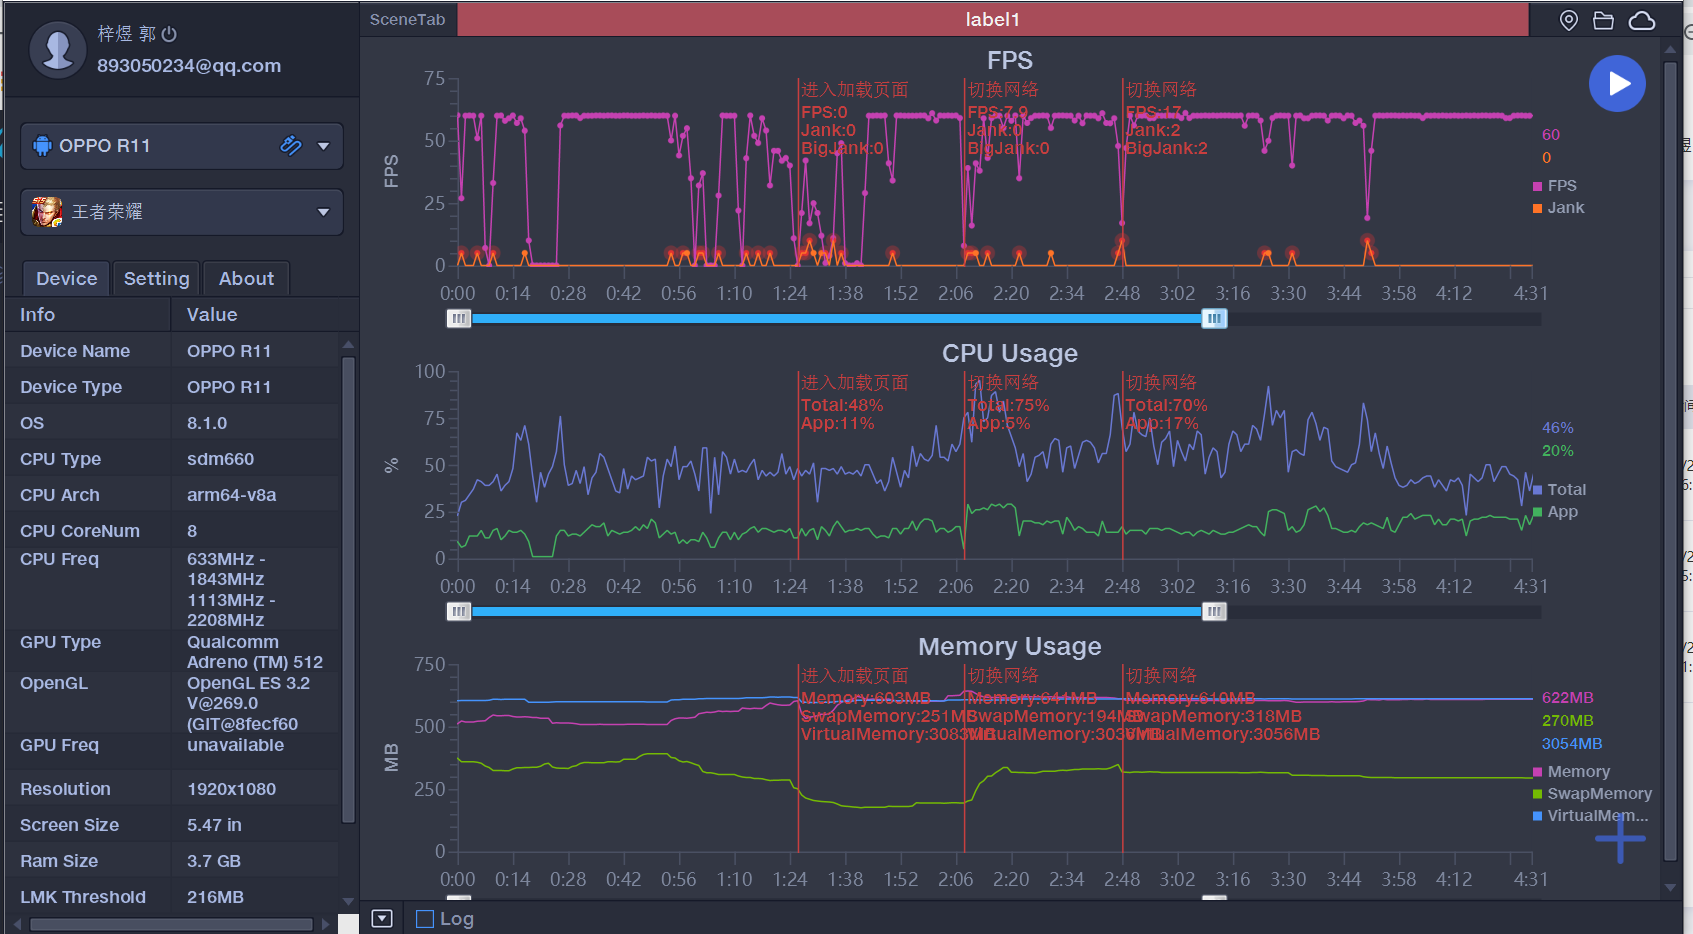 梓煜 郭
893050234@qq.com
OPPO R11
王者荣耀
Device Setting About
Info Value
Device Name OPPO R11
Device Type OPPO R11
OS 8.1.0
CPU Type sdm660
CPU Arch arm64-v8a
CPU CoreNum 8
CPU Freq 633MHz -
1843MHz
1113MHz -
2208MHz
GPU Type Qualcomm
Adreno (TM) 512
OpenGL OpenGL ES 3.2
V@269.0
(GIT@8fecf60
GPU Freq unavailable
Resolution 1920x1080
Screen Size 5.47 in
Ram Size 3.7 GB
LMK Threshold 216MB
SceneTab label1
FPS
75
50
25
0
FPS
进入加载页面
FPS:0
Jank:0
BigJank:0
切换网络
FPS:7.9
Jank:0
BigJank:0
切换网络
FPS:17
Jank:2
BigJank:2
60
0
FPS
Jank
0:00 0:14 0:28 0:42 0:56 1:10 1:24 1:38 1:52 2:06 2:20 2:34 2:48 3:02 3:16 3:30 3:44 3:58 4:12 4:31
CPU Usage
100
75
50
25
0
%
进入加载页面
Total:48%
App:11%
切换网络
Total:75%
App:5%
切换网络
Total:70%
App:17%
46%
20%
Total
App
0:00 0:14 0:28 0:42 0:56 1:10 1:24 1:38 1:52 2:06 2:20 2:34 2:48 3:02 3:16 3:30 3:44 3:58 4:12 4:31
Memory Usage
750
500
250
0
MB
进入加载页面
SwapMemory:251MB
VirtualMemory:3083MB
切换网络
SwapMemory:194MB
切换网络
SwapMemory:318MB
VirtualMemory:3056MB
622MB
270MB
3054MB
Memory
SwapMemory
VirtualMem...
0:00 0:14 0:28 0:42 0:56 1:10 1:24 1:38 1:52 2:06 2:20 2:34 2:48 3:02 3:16 3:30 3:44 3:58 4:12 4:31
Log